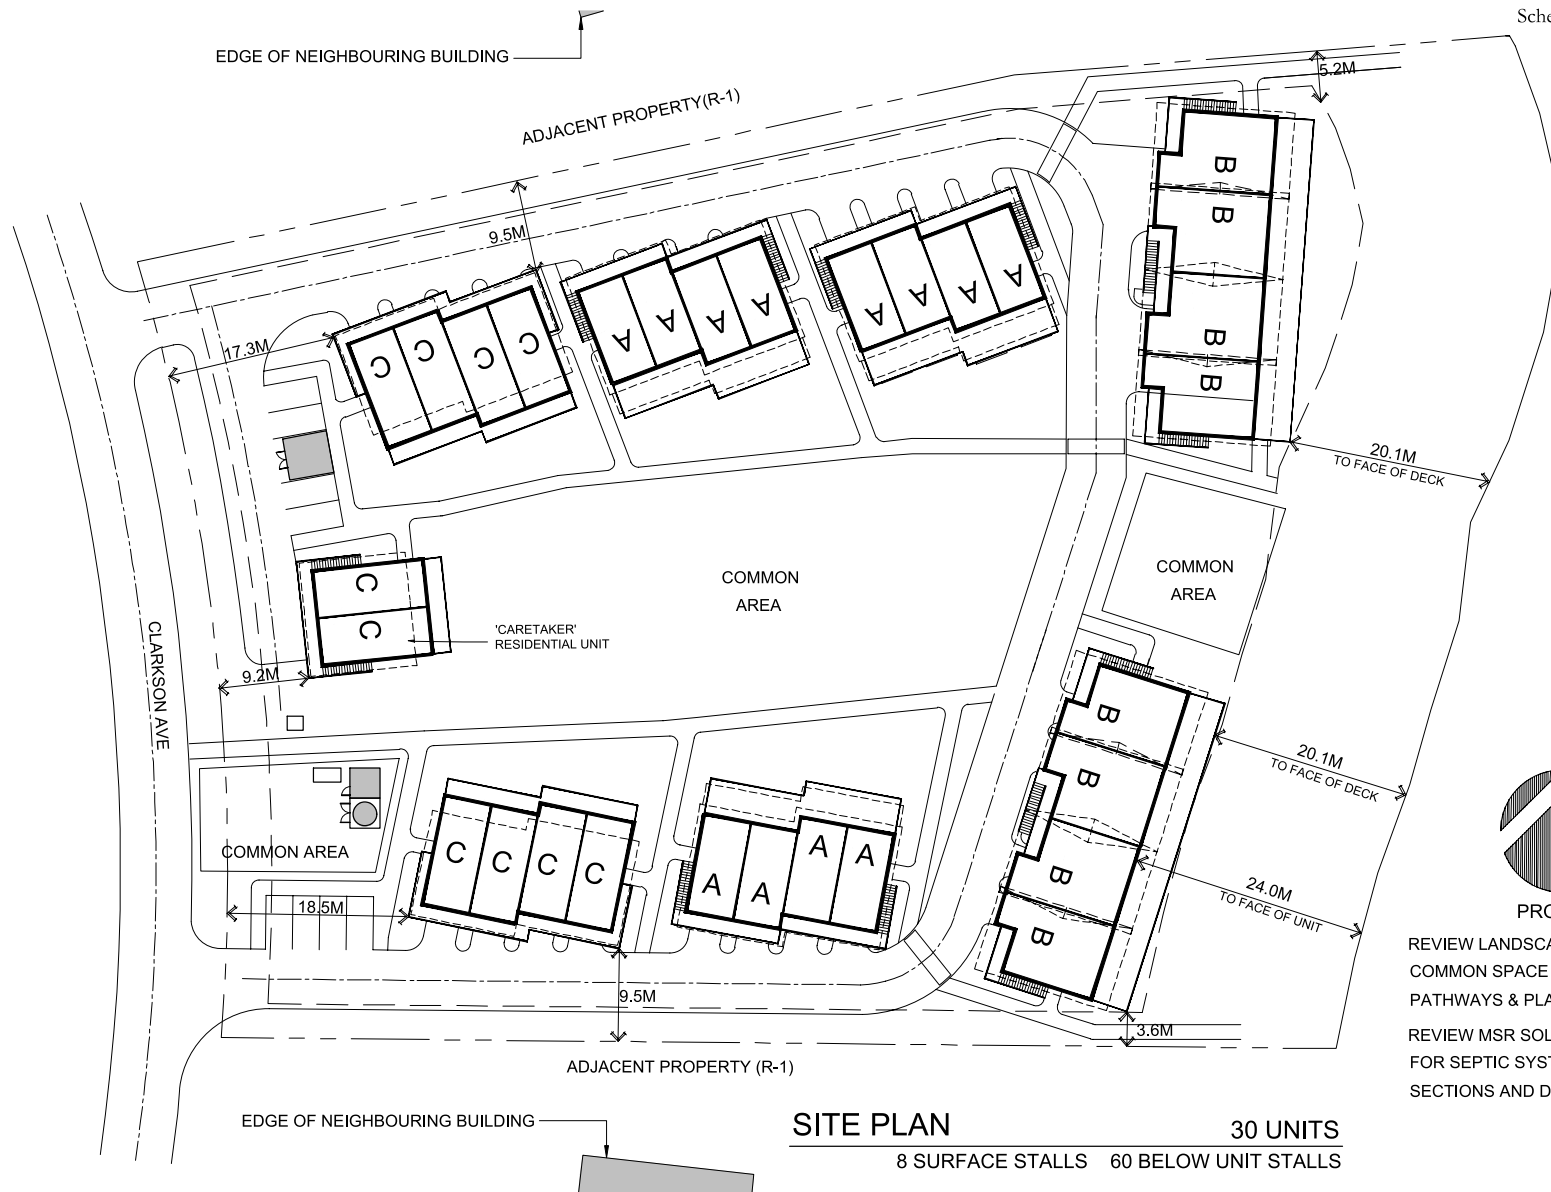 Sche
EDGE OF NEIGHBOURING BUILDING
5.2M
ADJACENT PROPERTY(R-1)
9.5M
17.3M
B
B
B
B
A
A
A
A
A
A
A
A
C
C
C
C
20.1M
TO FACE OF DECK
COMMON
AREA
COMMON
AREA
C
C
'CARETAKER'
RESIDENTIAL UNIT
CLARKSON AVE
9.2M
B
B
B
B
20.1M
TO FACE OF DECK
24.0M
TO FACE OF UNIT
COMMON AREA
C
C
C
C
A
A
A
A
18.5M
9.5M
3.6M
PRO
REVIEW LANDSCA
COMMON SPACE
PATHWAYS & PLA
REVIEW MSR SOL
FOR SEPTIC SYST
SECTIONS AND D
ADJACENT PROPERTY (R-1)
EDGE OF NEIGHBOURING BUILDING
SITE PLAN 30 UNITS
8 SURFACE STALLS 60 BELOW UNIT STALLS